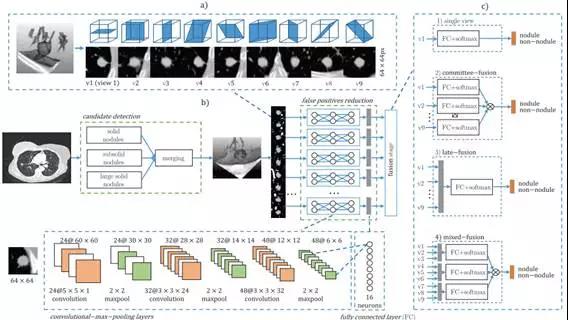 a)
v1 (view 1) v2 v3 v4 v5 v6 v7 v8 v9
64 × 64px
b)
candidate detection
solid
nodules
subsolid
nodules
large solid
nodules
merging
false positives reduction
...
...
fusion stage
64 × 64
24@ 60 × 60 24@ 30 × 30 32@ 28 × 28 32@ 14 × 14 48@ 12 × 12 48@ 6 × 6
24@5 × 5 × 1 2 × 2 32@3 × 3 × 24 2 × 2 48@3 × 3 × 32 2 × 2
convolution maxpool convolution maxpool convolution maxpool
16
neurons
convolutional-max-pooling layers
fully connected layer (FC)
c)
1) single view
v1
FC+softmax
nodule
non-nodule
2) committee-fusion
v1
FC+softmax
v2
FC+softmax
v9
FC+softmax
nodule
non-nodule
3) late-fusion
v1
v2
...
v9
FC+softmax
nodule
non-nodule
4) mixed-fusion
v1
v2
v3
FC+softmax
v4
v5
v6
FC+softmax
v7
v8
v9
FC+softmax
nodule
non-nodule